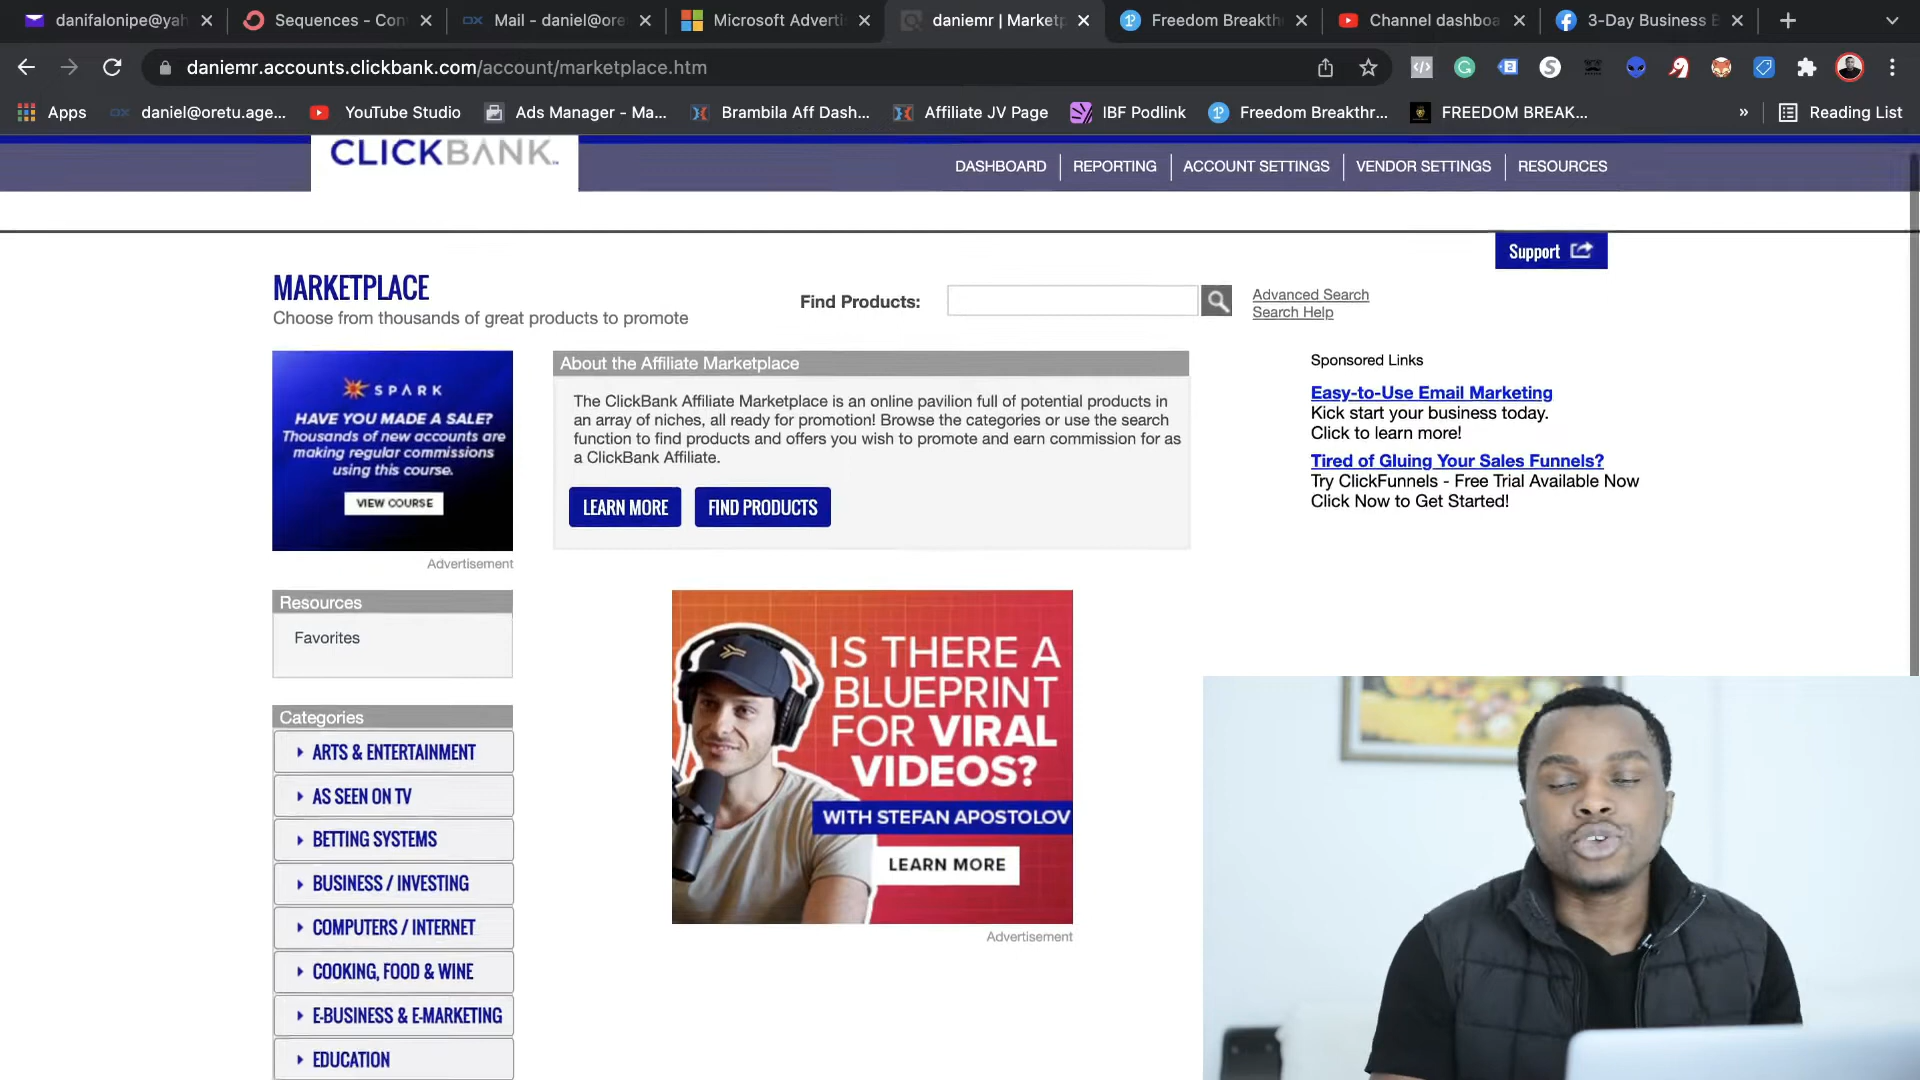 danifalonipe@yah
Sequences - Con
Mail - daniel@ore
Microsoft Adverti
daniemr | Marketp
Freedom Breakth
Channel dashboa
3-Day Business B
daniemr.accounts.clickbank.com/account/marketplace.htm
Apps
daniel@oretu.age...
YouTube Studio
Ads Manager - Ma...
Brambila Aff Dash...
Affiliate JV Page
IBF Podlink
Freedom Breakthr...
FREEDOM BREAK...
»
Reading List
CLICKBANK
DASHBOARD
REPORTING
ACCOUNT SETTINGS
VENDOR SETTINGS
RESOURCES
Support
MARKETPLACE
Choose from thousands of great products to promote
Find Products:
Advanced Search
Search Help
SPARK
HAVE YOU MADE A SALE?
Thousands of new accounts are
making regular commissions
using this course.
VIEW COURSE
Advertisement
About the Affiliate Marketplace
The ClickBank Affiliate Marketplace is an online pavilion full of potential products in
an array of niches, all ready for promotion! Browse the categories or use the search
function to find products and offers you wish to promote and earn commission for as
a ClickBank Affiliate.
LEARN MORE
FIND PRODUCTS
Sponsored Links
Easy-to-Use Email Marketing
Kick start your business today.
Click to learn more!
Tired of Gluing Your Sales Funnels?
Try ClickFunnels - Free Trial Available Now
Click Now to Get Started!
Resources
Favorites
Categories
ARTS & ENTERTAINMENT
AS SEEN ON TV
BETTING SYSTEMS
BUSINESS / INVESTING
COMPUTERS / INTERNET
COOKING, FOOD & WINE
E-BUSINESS & E-MARKETING
EDUCATION
IS THERE A
BLUEPRINT
FOR VIRAL
VIDEOS?
WITH STEFAN APOSTOLOV
LEARN MORE
Advertisement